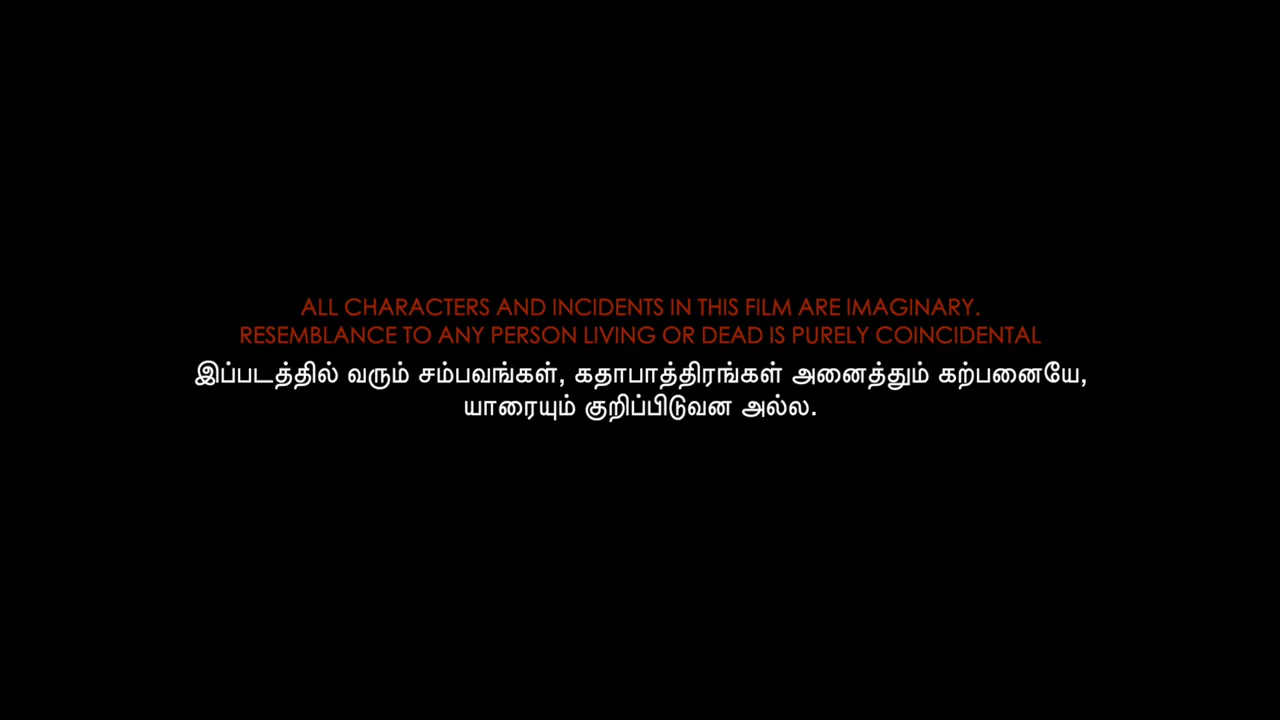 ALL CHARACTERS AND INCIDENTS IN THIS FILM ARE IMAGINARY.
RESEMBLANCE TO ANY PERSON LIVING OR DEAD IS PURELY COINCIDENTAL
இப்படத்தில் வரும் சம்பவங்கள், கதாபாத்திரங்கள் அனைத்தும் கற்பனையே,
யாரையும் குறிப்பிடுவன அல்ல.